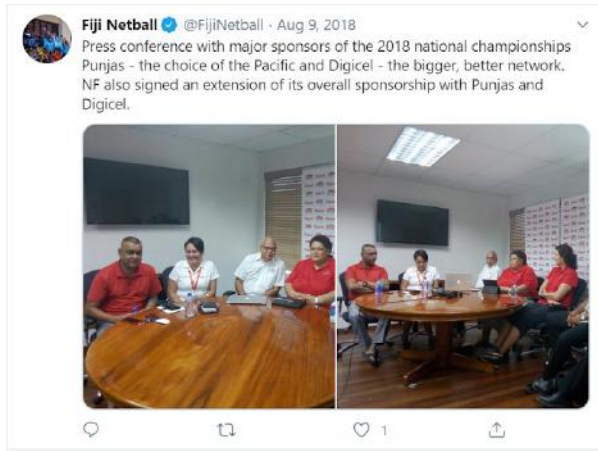 Fiji Netball @FijiNetball · Aug 9, 2018
Press conference with major sponsors of the 2018 national championships
Punjas - the choice of the Pacific and Digicel - the bigger, better network.
NF also signed an extension of its overall sponsorship with Punjas and
Digicel.
1